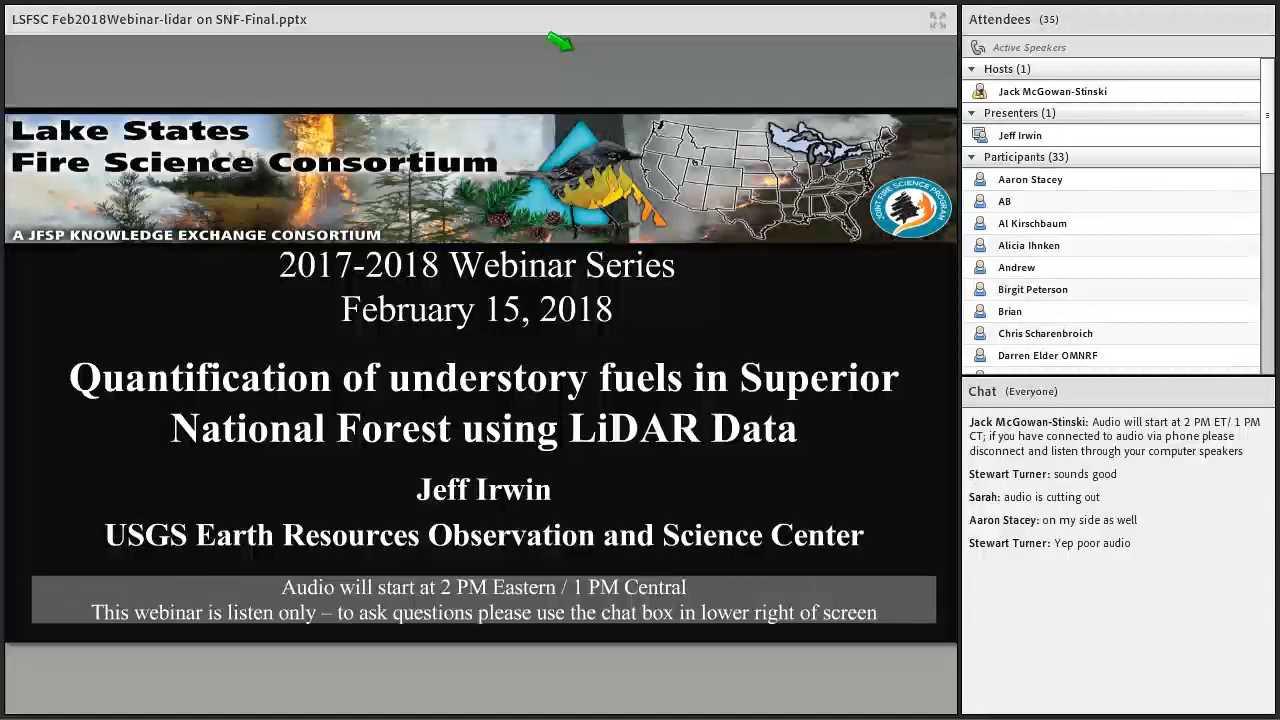 LSFSC Feb2018Webinar-lidar on SNF-Final.pptx
Lake States
Fire Science Consortium
JOINT FIRE SCIENCE PROGRAM
A JFSP KNOWLEDGE EXCHANGE CONSORTIUM
2017-2018 Webinar Series
February 15, 2018
Quantification of understory fuels in Superior
National Forest using LiDAR Data
Jeff Irwin
USGS Earth Resources Observation and Science Center
Audio will start at 2 PM Eastern / 1 PM Central
This webinar is listen only – to ask questions please use the chat box in lower right of screen
Attendees (35)
Active Speakers
Hosts (1)
Jack McGowan-Stinski
Presenters (1)
Jeff Irwin
Participants (33)
Aaron Stacey
AB
Al Kirschbaum
Alicia Ihnken
Andrew
Birgit Peterson
Brian
Chris Scharenbroich
Darren Elder OMNRF
Chat (Everyone)
Jack McGowan-Stinski: Audio will start at 2 PM ET/ 1 PM
CT; if you have connected to audio via phone please
disconnect and listen through your computer speakers
Stewart Turner: sounds good
Sarah: audio is cutting out
Aaron Stacey: on my side as well
Stewart Turner: Yep poor audio